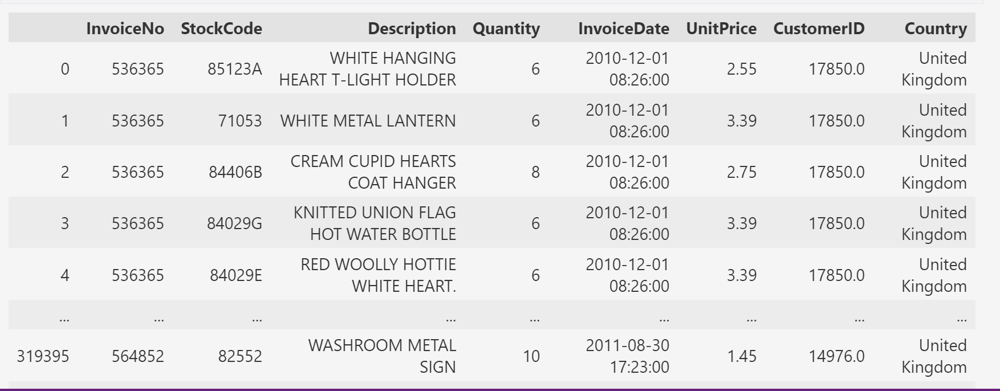 InvoiceNo StockCode Description Quantity InvoiceDate UnitPrice CustomerID Country
0 536365 85123A WHITE HANGING HEART T-LIGHT HOLDER 6 2010-12-01 08:26:00 2.55 17850.0 United Kingdom
1 536365 71053 WHITE METAL LANTERN 6 2010-12-01 08:26:00 3.39 17850.0 United Kingdom
2 536365 84406B CREAM CUPID HEARTS COAT HANGER 8 2010-12-01 08:26:00 2.75 17850.0 United Kingdom
3 536365 84029G KNITTED UNION FLAG HOT WATER BOTTLE 6 2010-12-01 08:26:00 3.39 17850.0 United Kingdom
4 536365 84029E RED WOOLLY HOTTIE WHITE HEART. 6 2010-12-01 08:26:00 3.39 17850.0 United Kingdom
... ... ... ... ... ... ... ... ...
319395 564852 82552 WASHROOM METAL SIGN 10 2011-08-30 17:23:00 1.45 14976.0 United Kingdom